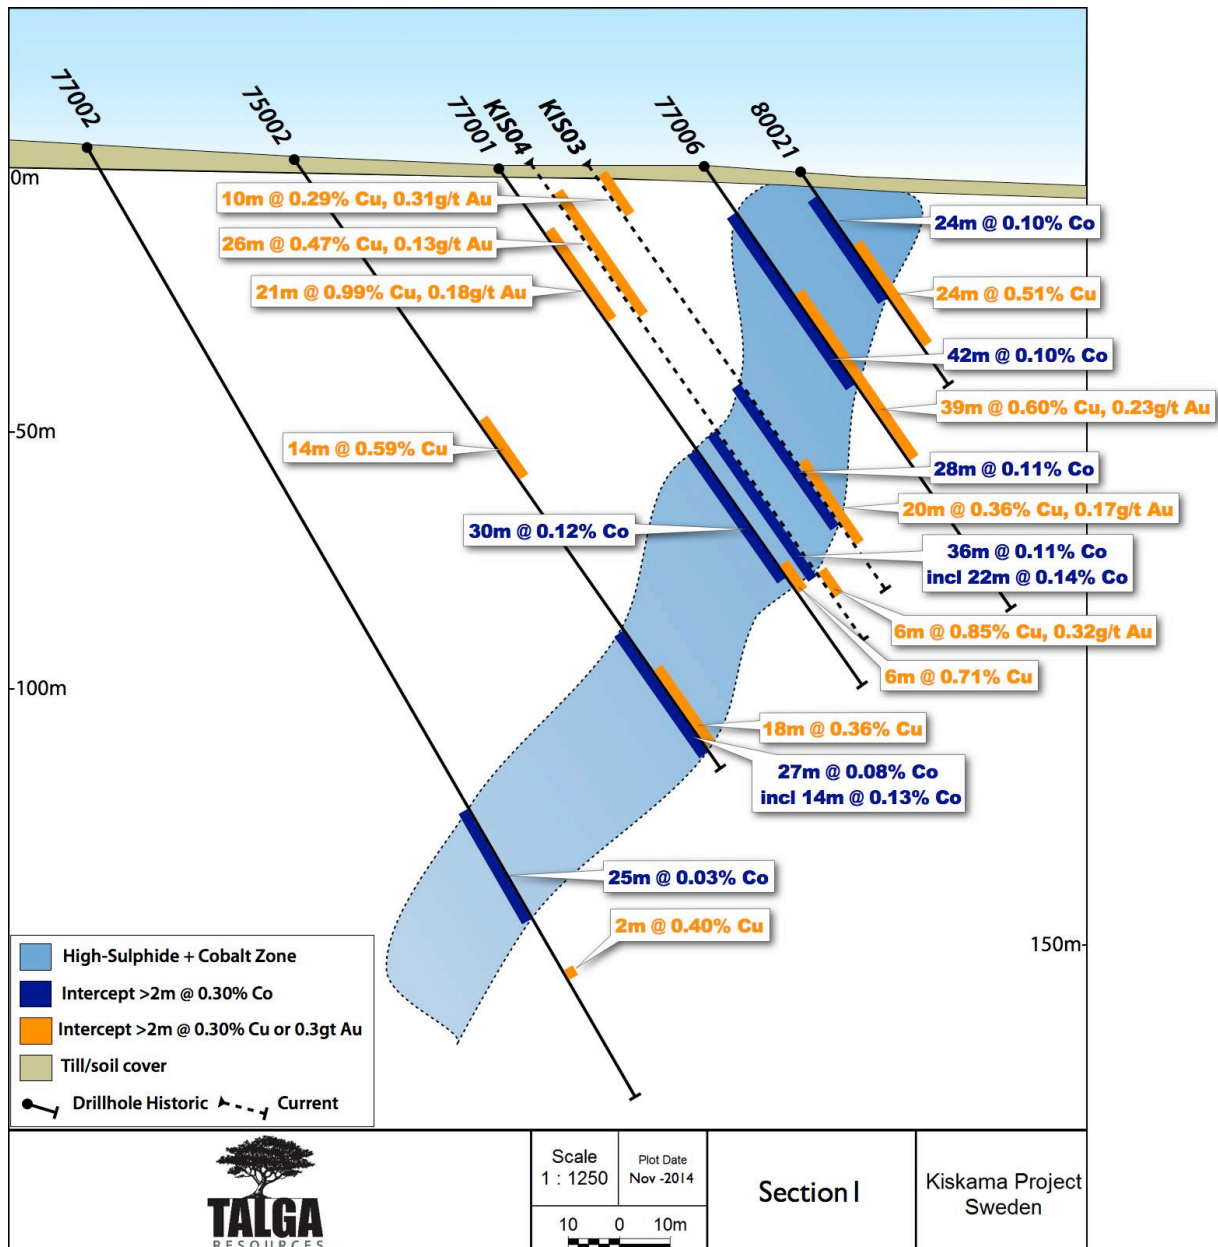 77002
75002
77001
KIS04
KIS03
77006
80021
0m
10m @ 0.29% Cu, 0.31g/t Au
26m @ 0.47% Cu, 0.13g/t Au
21m @ 0.99% Cu, 0.18g/t Au
24m @ 0.10% Co
24m @ 0.51% Cu
42m @ 0.10% Co
39m @ 0.60% Cu, 0.23g/t Au
-50m
14m @ 0.59% Cu
28m @ 0.11% Co
20m @ 0.36% Cu, 0.17g/t Au
30m @ 0.12% Co
36m @ 0.11% Co
incl 22m @ 0.14% Co
6m @ 0.85% Cu, 0.32g/t Au
6m @ 0.71% Cu
-100m
18m @ 0.36% Cu
27m @ 0.08% Co
incl 14m @ 0.13% Co
25m @ 0.03% Co
2m @ 0.40% Cu
150m-
High-Sulphide + Cobalt Zone
Intercept >2m @ 0.30% Co
Intercept >2m @ 0.30% Cu or 0.3gt Au
Till/soil cover
Drillhole Historic
Current
TALGA
RESOURCES
Scale
1 : 1250
Plot Date
Nov -2014
10 0 10m
Section 1
Kiskama Project
Sweden